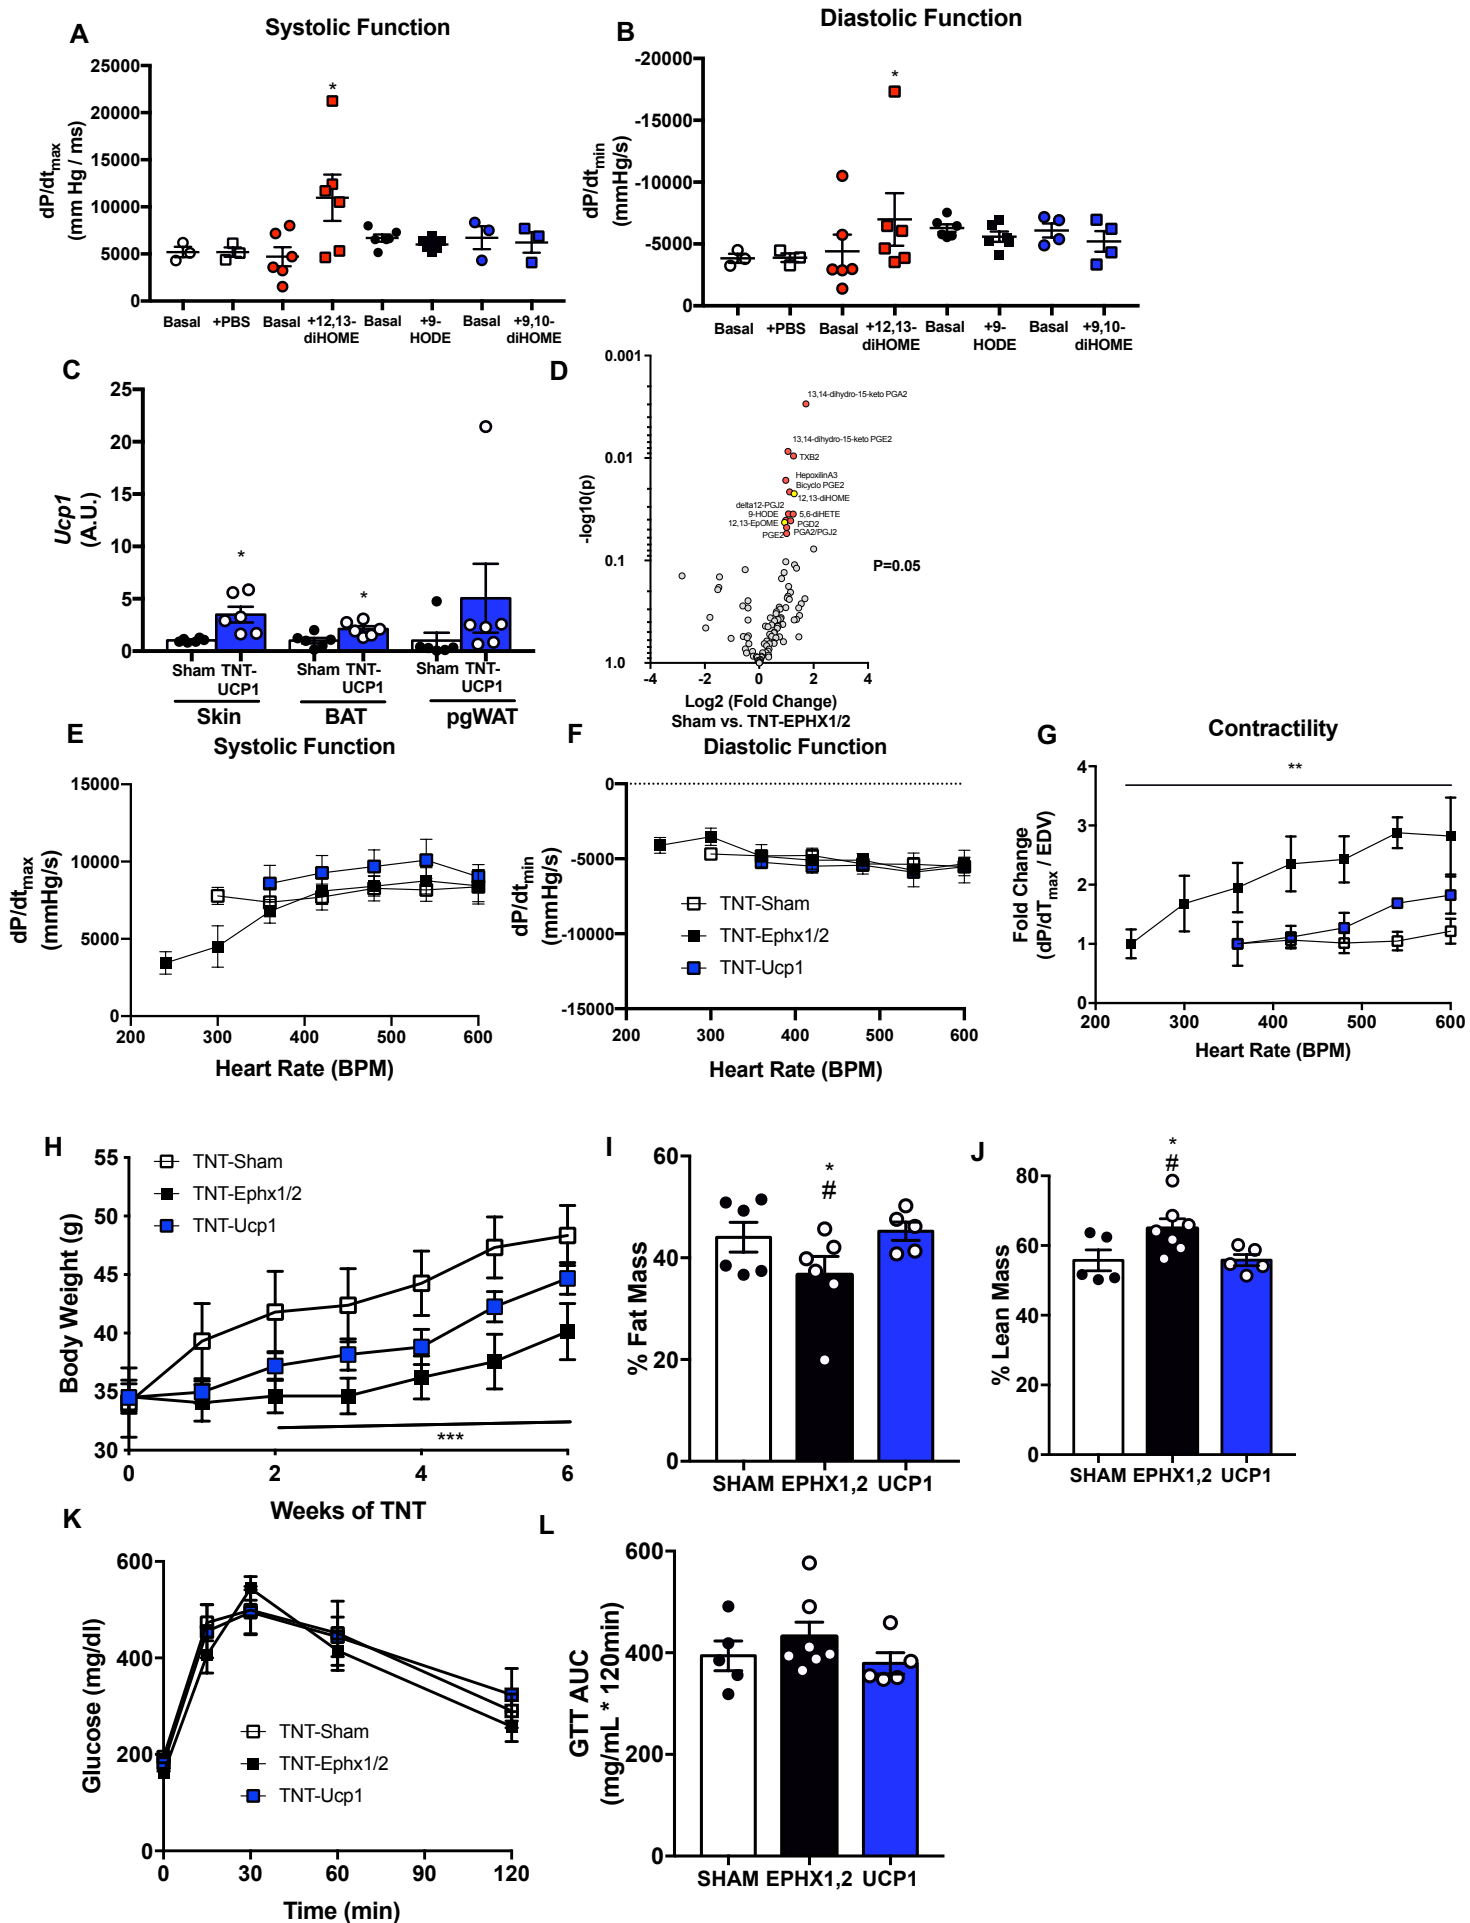 A
Systolic Function
25000
20000
15000
10000
5000
0
dP/dtmax
(mm Hg / ms)
*
Basal
+PBS
Basal
+12,13-
diHOME
Basal
+9-
HODE
Basal
+9,10-
diHOME
B
Diastolic Function
-20000
-15000
-10000
-5000
0
dP/dtmin
(mmHg/s)
*
Basal
+PBS
Basal
+12,13-
diHOME
Basal
+9-
HODE
Basal
+9,10-
diHOME
C
25
20
15
10
5
0
Ucp1
(A.U.)
*
*
Sham
TNT-
UCP1
Sham
TNT-
UCP1
Sham
TNT-
UCP1
Skin
BAT
pgWAT
D
0.001
0.01
0.1
1.0
-log10(p)
13,14-dihydro-15-keto PGA2
13,14-dihydro-15-keto PGE2
TXB2
HepoxilinA3
Bicyclo PGE2
12,13-diHOME
delta12-PGJ2
9-HODE
5,6-diHETE
12,13-EpOME
PGD2
PGE2
PGA2/PGJ2
P=0.05
-4
-2
0
2
4
Log2 (Fold Change)
Sham vs. TNT-EPHX1/2
E
Systolic Function
15000
10000
5000
0
dP/dtmax
(mmHg/s)
200
300
400
500
600
Heart Rate (BPM)
F
Diastolic Function
0
-5000
-10000
-15000
dP/dtmin
(mmHg/s)
TNT-Sham
TNT-Ephx1/2
TNT-Ucp1
200
300
400
500
600
Heart Rate (BPM)
G
Contractility
4
3
2
1
0
Fold Change
(dP/dTmax / EDV)
**
200
300
400
500
600
Heart Rate (BPM)
H
55
50
45
40
35
30
Body Weight (g)
TNT-Sham
TNT-Ephx1/2
TNT-Ucp1
***
0
2
4
6
Weeks of TNT
I
60
40
20
0
% Fat Mass
*
#
SHAM
EPHX1,2
UCP1
J
80
60
40
20
0
% Lean Mass
*
#
SHAM
EPHX1,2
UCP1
K
600
400
200
0
Glucose (mg/dl)
TNT-Sham
TNT-Ephx1/2
TNT-Ucp1
0
30
60
90
120
Time (min)
L
600
400
200
0
GTT AUC
(mg/mL * 120min)
SHAM
EPHX1,2
UCP1